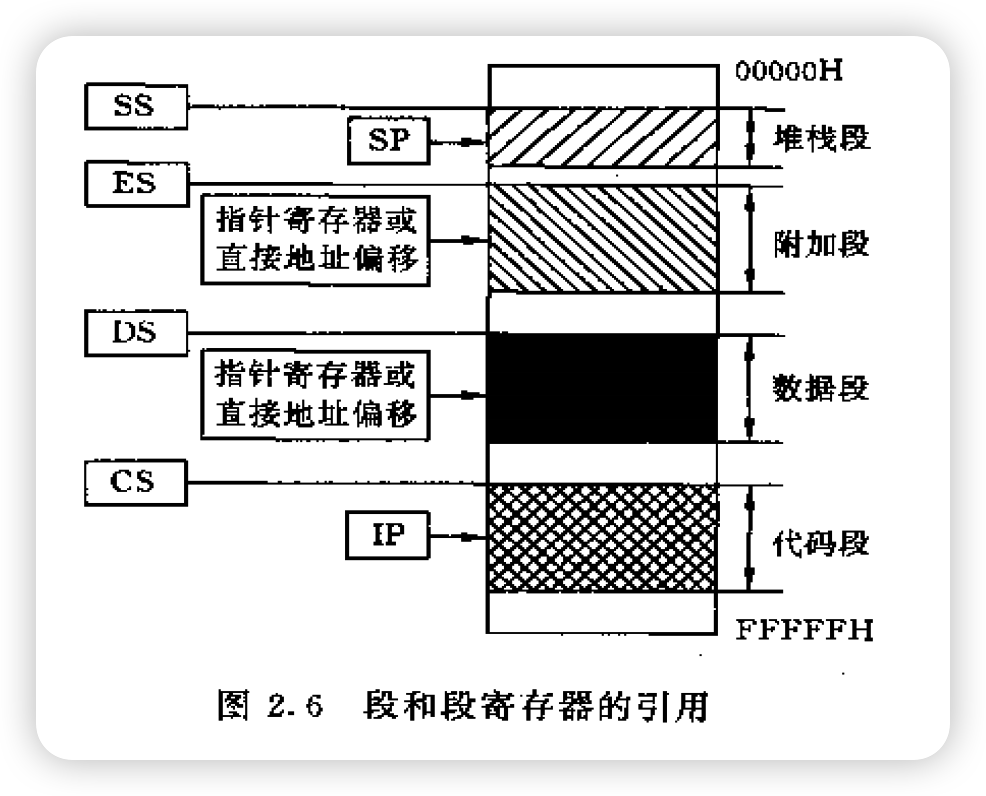 00000H
SS
SP
堆栈段
ES
指针寄存器或
直接地址偏移
附加段
DS
指针寄存器或
直接地址偏移
数据段
CS
IP
代码段
FFFFFH
图 2.6 段和段寄存器的引用